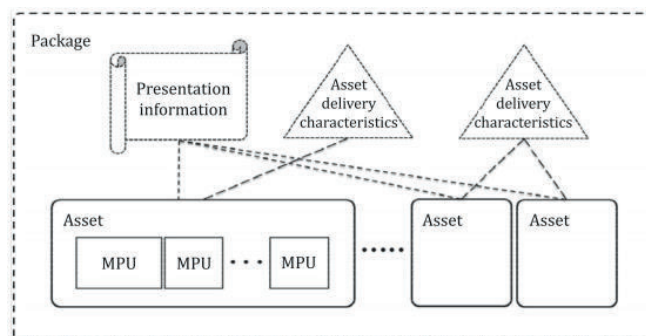 Package
Presentation
information
Asset
delivery
characteristics
Asset
delivery
characteristics
Asset
MPU
MPU
MPU
Asset
Asset